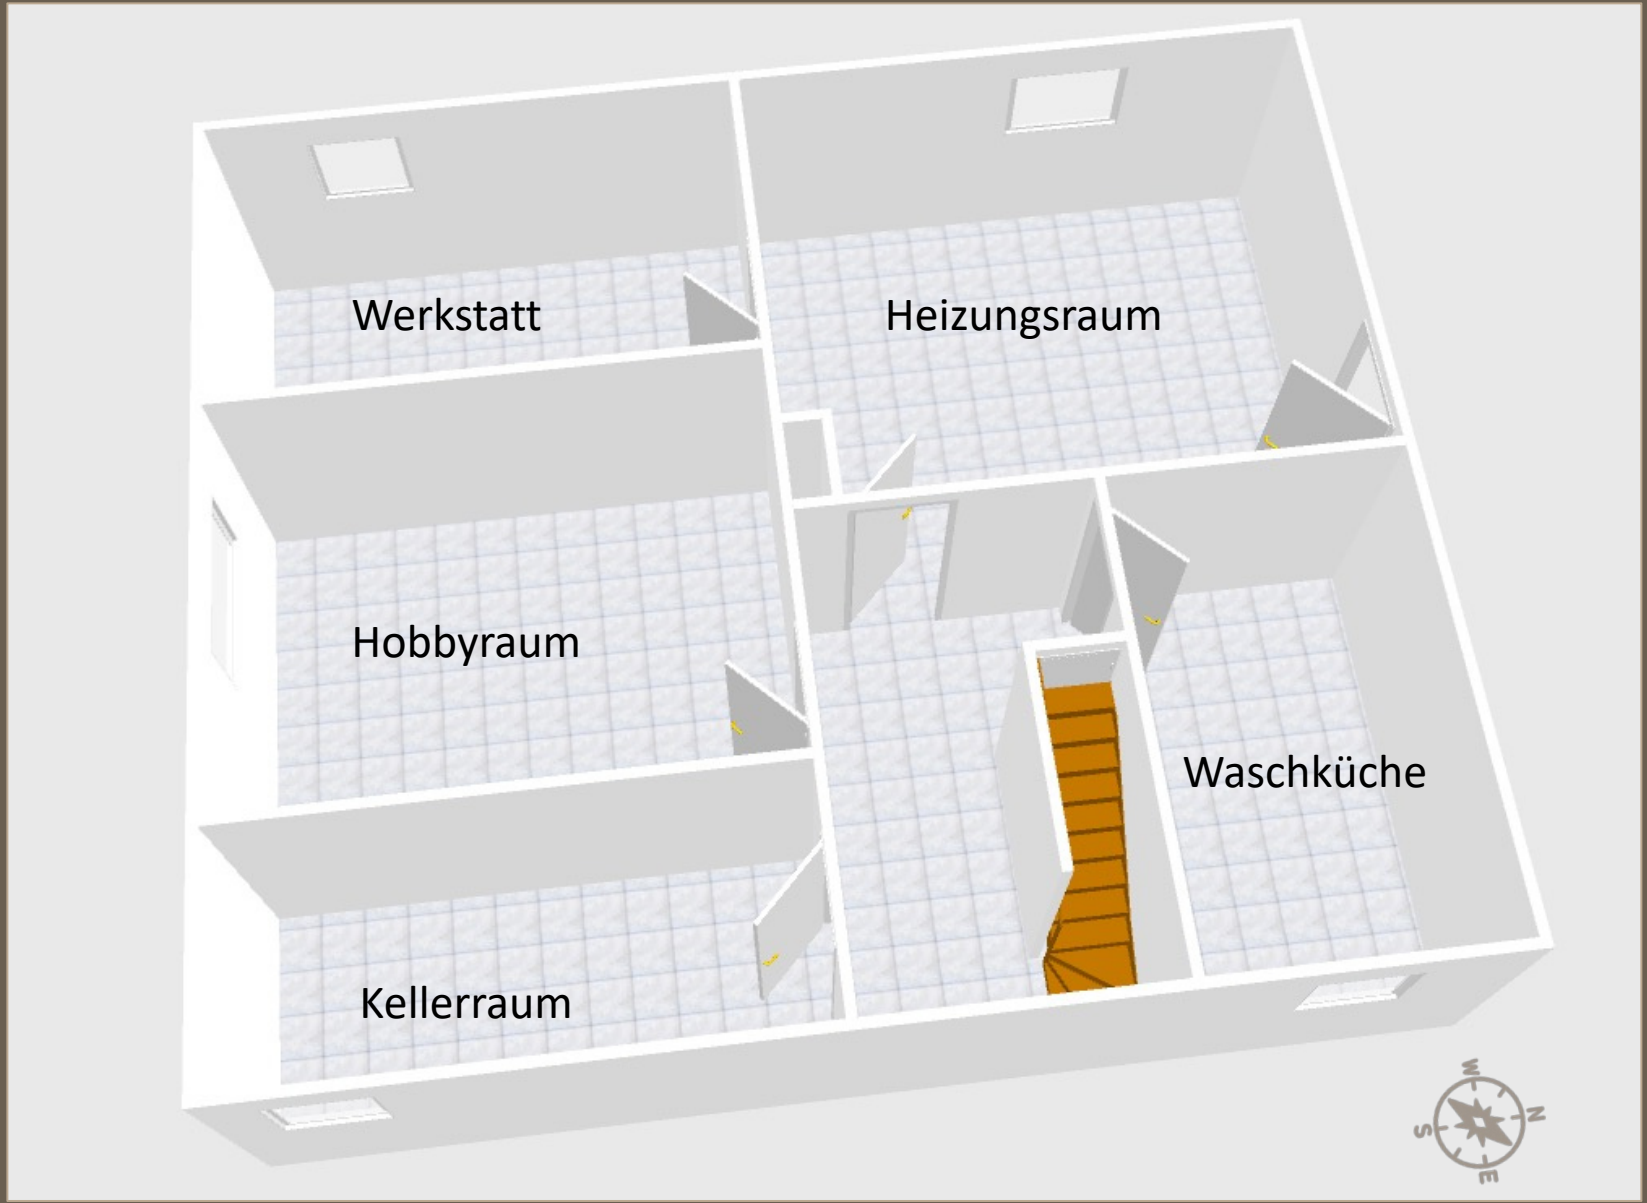 Werkstatt
Heizungsraum
Hobbyraum
Waschküche
Kellerraum
W
N
S
E